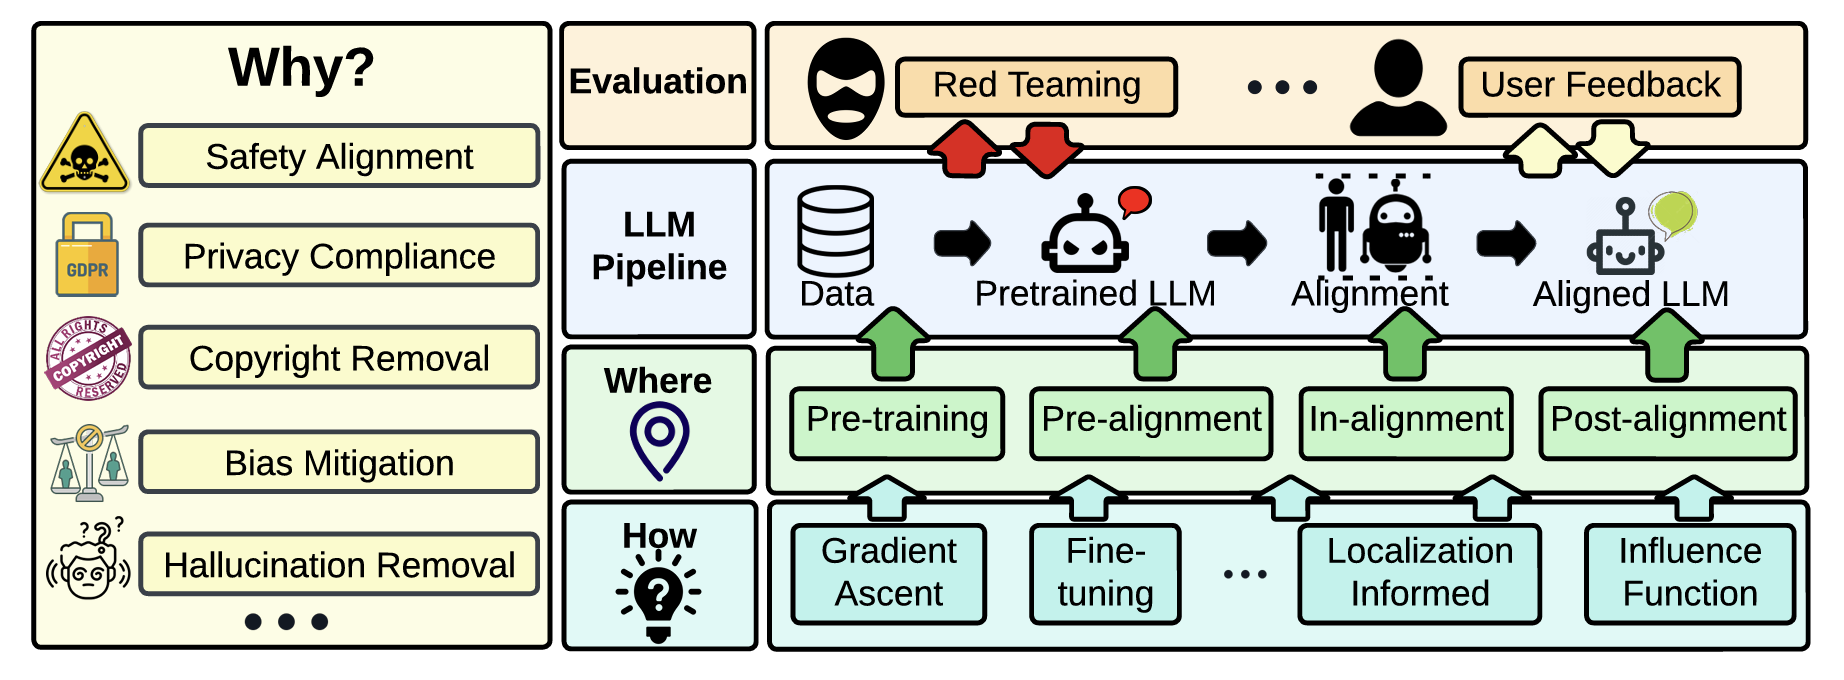 Why?
Safety Alignment
GDPR
Privacy Compliance
ALL RIGHTS
COPYRIGHT
RESERVED
Copyright Removal
Bias Mitigation
? ? ?
Hallucination Removal
Evaluation
Red Teaming
User Feedback
LLM
Pipeline
Data
Pretrained LLM
Alignment
Aligned LLM
Where
Pre-training
Pre-alignment
In-alignment
Post-alignment
How
?
Gradient
Ascent
Fine-
tuning
...
Localization
Informed
Influence
Function